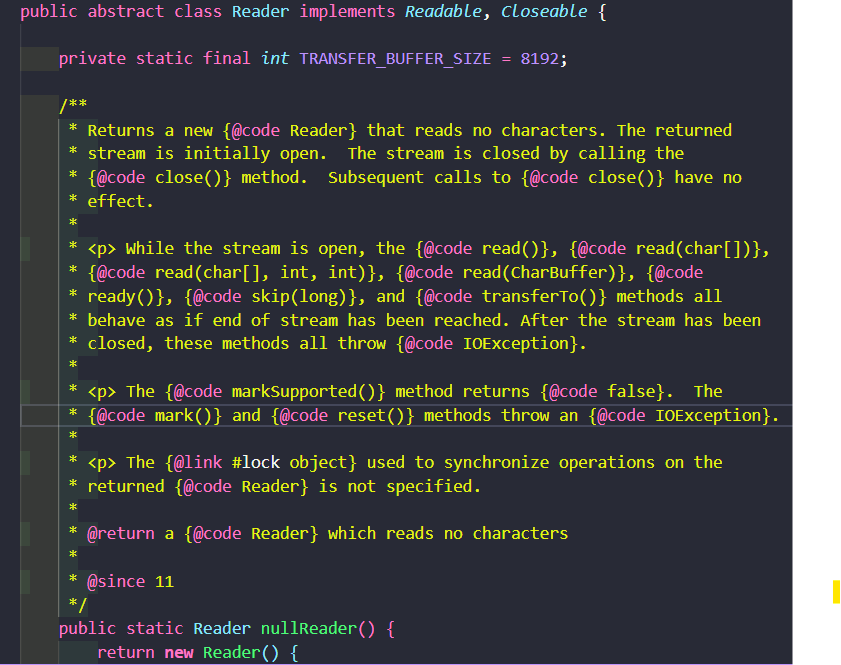 public abstract class Reader implements Readable, Closeable {
private static final int TRANSFER_BUFFER_SIZE = 8192;
/**
* Returns a new {@code Reader} that reads no characters. The returned
* stream is initially open.  The stream is closed by calling the
* {@code close()} method.  Subsequent calls to {@code close()} have no
* effect.
*
* <p> While the stream is open, the {@code read()}, {@code read(char[])},
* {@code read(char[], int, int)}, {@code read(CharBuffer)}, {@code
* ready()}, {@code skip(long)}, and {@code transferTo()} methods all
* behave as if end of stream has been reached. After the stream has been
* closed, these methods all throw {@code IOException}.
*
* <p> The {@code markSupported()} method returns {@code false}.  The
* {@code mark()} and {@code reset()} methods throw an {@code IOException}.
*
* <p> The {@link #lock object} used to synchronize operations on the
* returned {@code Reader} is not specified.
*
* @return a {@code Reader} which reads no characters
*
* @since 11
*/
public static Reader nullReader() {
return new Reader() {